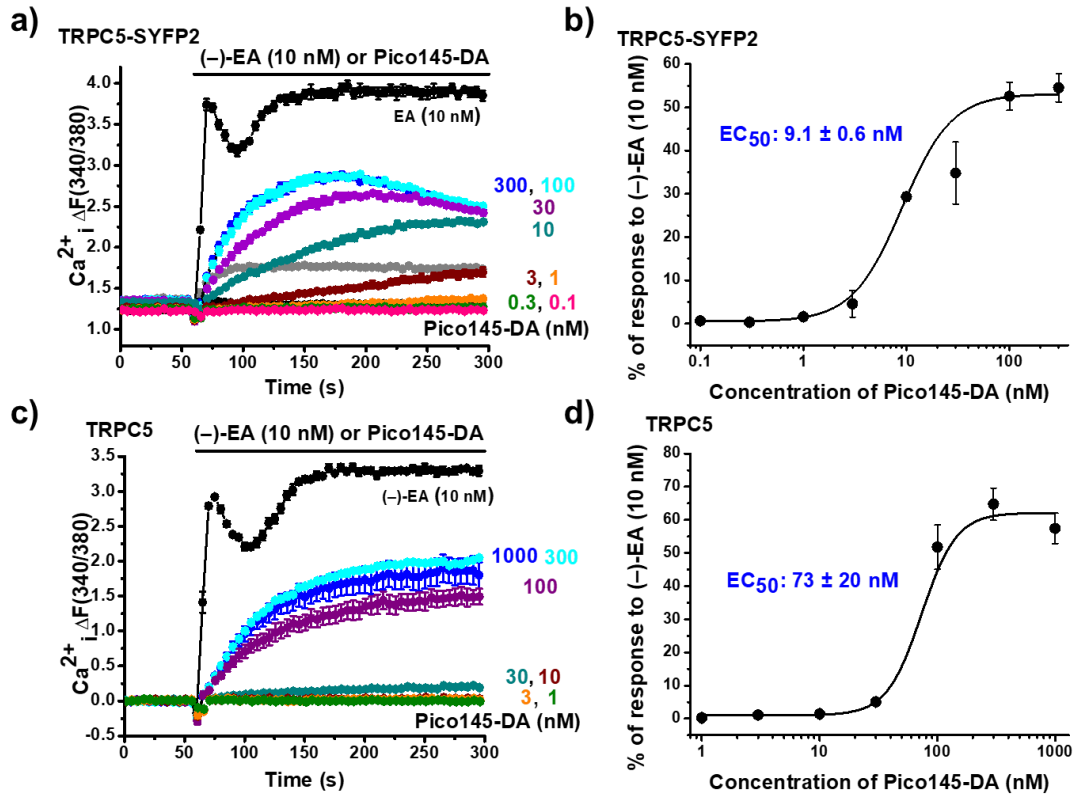 a)
TRPC5-SYFP2
(–)-EA (10 nM) or Pico145-DA
Ca2+ i ΔF(340/380)
4.0
3.5
3.0
2.5
2.0
1.5
1.0
EA (10 nM)
300, 100
30
10
3, 1
0.3, 0.1
Pico145-DA (nM)
0 50 100 150 200 250 300
Time (s)
b)
TRPC5-SYFP2
% of response to (–)-EA (10 nM)
60
50
40
30
20
10
0
EC50: 9.1 ± 0.6 nM
0.1 1 10 100
Concentration of Pico145-DA (nM)
c)
TRPC5
(–)-EA (10 nM) or Pico145-DA
Ca2+ i ΔF(340/380)
3.5
3.0
2.5
2.0
1.5
1.0
0.5
0.0
-0.5
(–)-EA (10 nM)
1000 300
100
30, 10
3, 1
Pico145-DA (nM)
0 50 100 150 200 250 300
Time (s)
d)
TRPC5
% of response to (–)-EA (10 nM)
80
70
60
50
40
30
20
10
0
EC50: 73 ± 20 nM
1 10 100 1000
Concentration of Pico145-DA (nM)